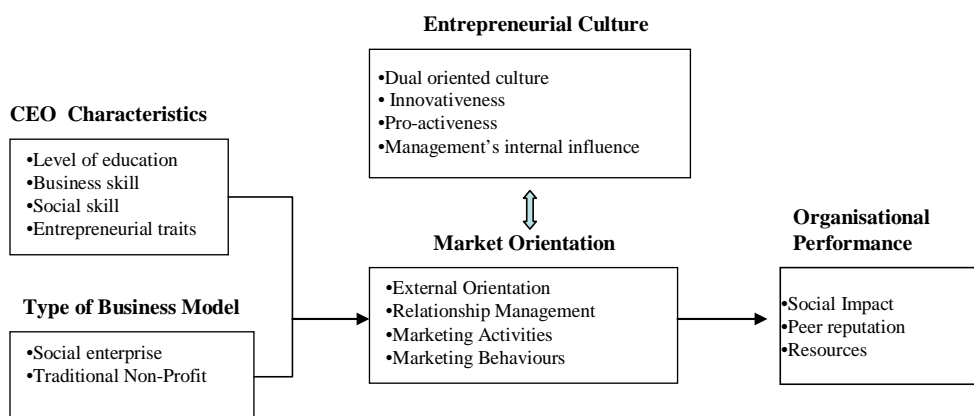 Entrepreneurial Culture
•Dual oriented culture
• Innovativeness
•Pro-activeness
•Management’s internal influence
CEO Characteristics
•Level of education
•Business skill
•Social skill
•Entrepreneurial traits
Type of Business Model
•Social enterprise
•Traditional Non-Profit
Market Orientation
•External Orientation
•Relationship Management
•Marketing Activities
•Marketing Behaviours
Organisational
Performance
•Social Impact
•Peer reputation
•Resources